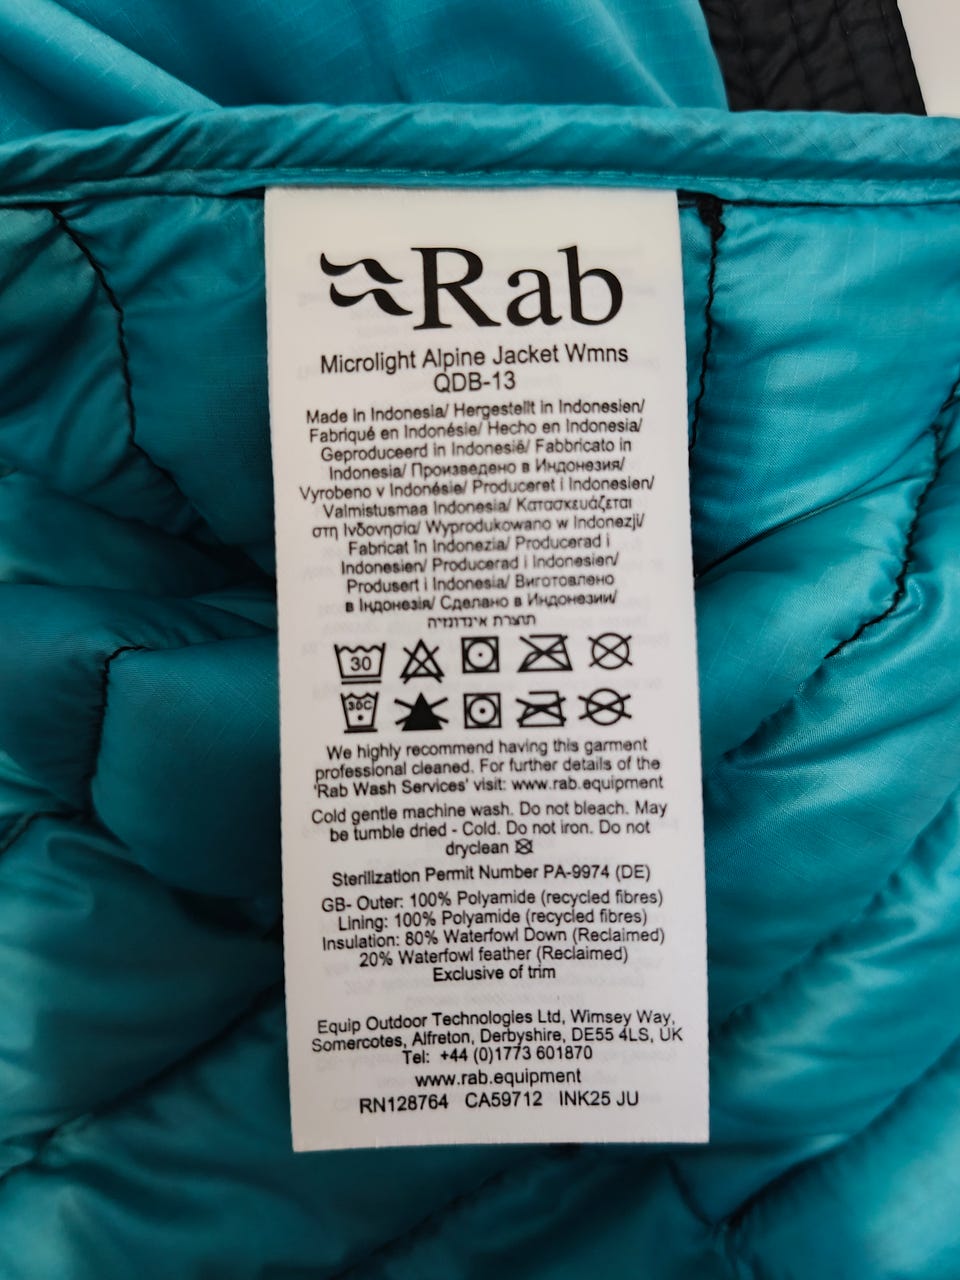 Rab
Microlight Alpine Jacket Wmns
QDB-13
Made in Indonesia/ Hergestellt in Indonesien/
Fabriqué en Indonésie/ Hecho en Indonesia/
Geproduceerd in Indonesië/ Fabbricato in
Indonesia/ Произведено в Индонезия/
Vyrobeno v Indonésie/ Produceret i Indonesien/
Valmistusmaa Indonesia/ Κατασκευάζεται
στη Ινδονησία/ Wyprodukowano w Indonezji/
Fabricat în Indonezia/ Producerad i
Indonesien/ Producerad i Indonesien/
Produsert i Indonesia/ Виготовлено
в Індонезія/ Сделано в Индонезии/
תוצרת אינדונזיה
30
30C
We highly recommend having this garment
professional cleaned. For further details of the
'Rab Wash Services' visit: www.rab.equipment
Cold gentle machine wash. Do not bleach. May
be tumble dried - Cold. Do not iron. Do not
dryclean
Sterilization Permit Number PA-9974 (DE)
GB- Outer: 100% Polyamide (recycled fibres)
Lining: 100% Polyamide (recycled fibres)
Insulation: 80% Waterfowl Down (Reclaimed)
20% Waterfowl feather (Reclaimed)
Exclusive of trim
Equip Outdoor Technologies Ltd, Wimsey Way,
Somercotes, Alfreton, Derbyshire, DE55 4LS, UK
Tel: +44 (0)1773 601870
www.rab.equipment
RN128764 CA59712 INK25 JU